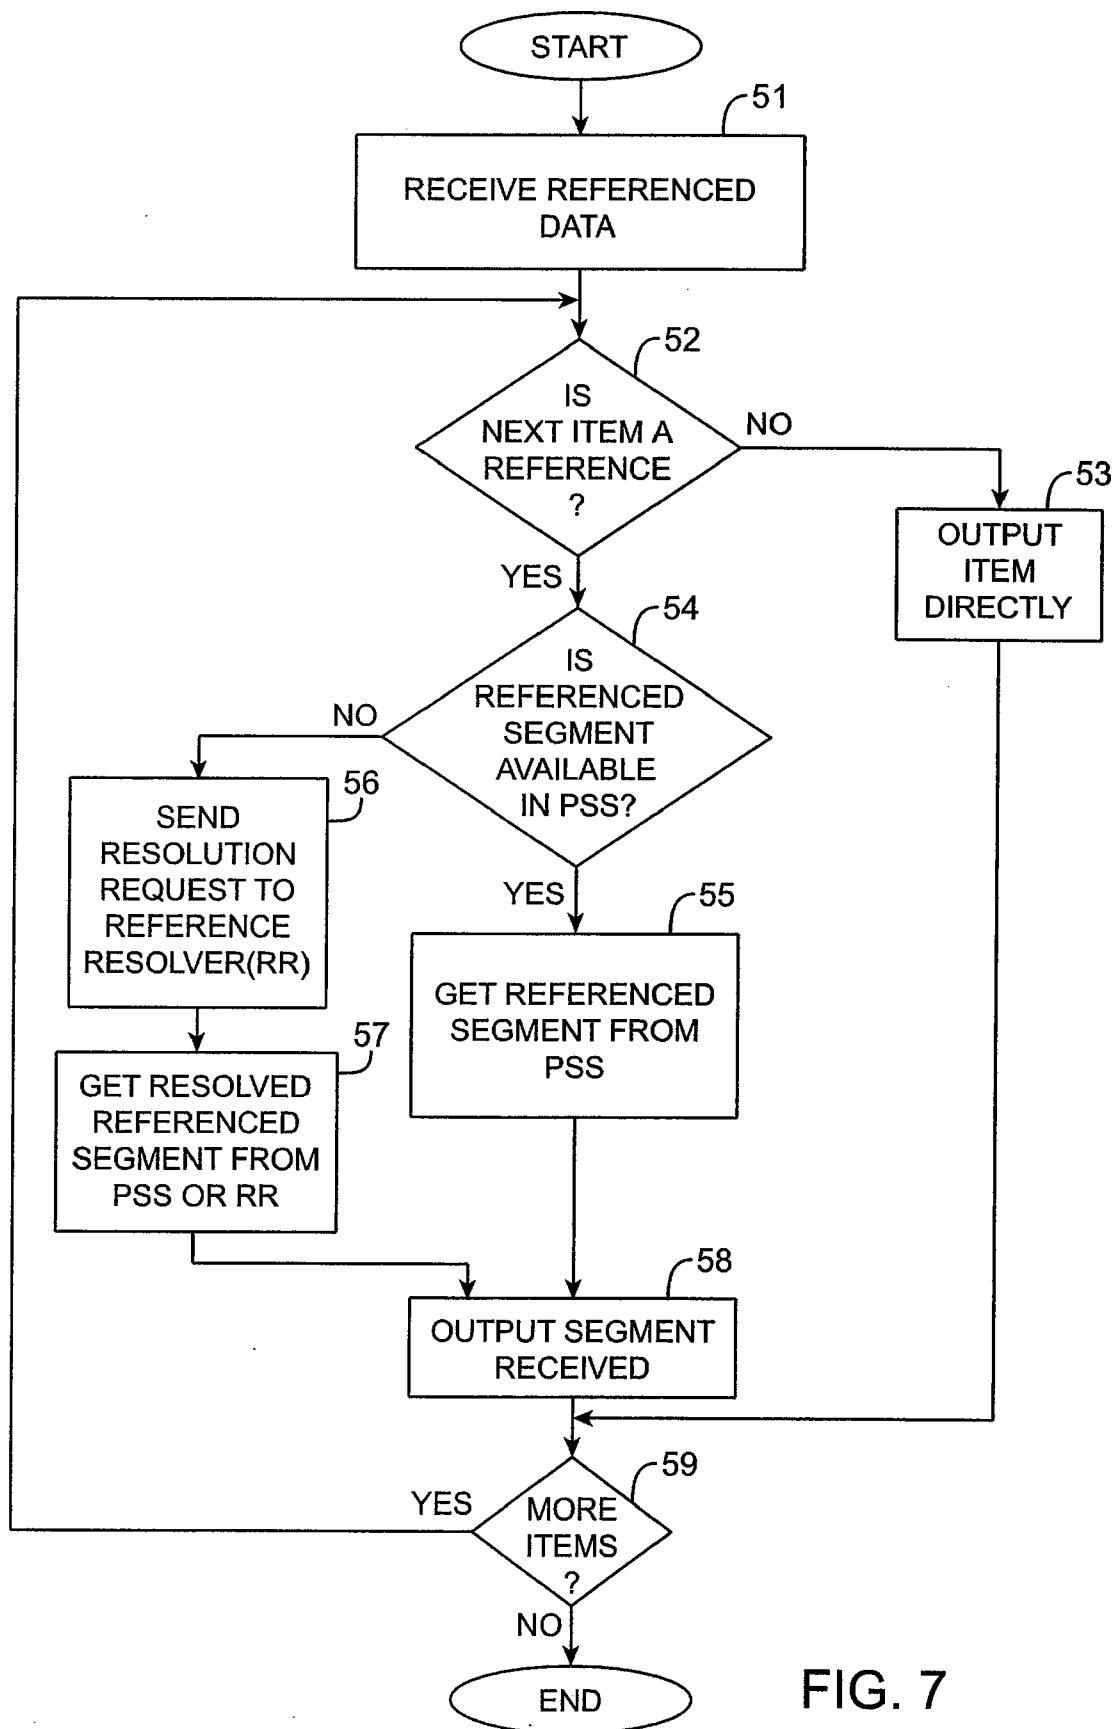 START
51
RECEIVE REFERENCED
DATA
52
IS
NEXT ITEM A
REFERENCE
?
NO
53
OUTPUT
ITEM
DIRECTLY
YES
54
IS
REFERENCED
SEGMENT
AVAILABLE
IN PSS?
NO
56
SEND
RESOLUTION
REQUEST TO
REFERENCE
RESOLVER(RR)
YES
55
GET REFERENCED
SEGMENT FROM
PSS
57
GET RESOLVED
REFERENCED
SEGMENT FROM
PSS OR RR
58
OUTPUT SEGMENT
RECEIVED
59
YES
MORE
ITEMS
?
NO
END
FIG. 7